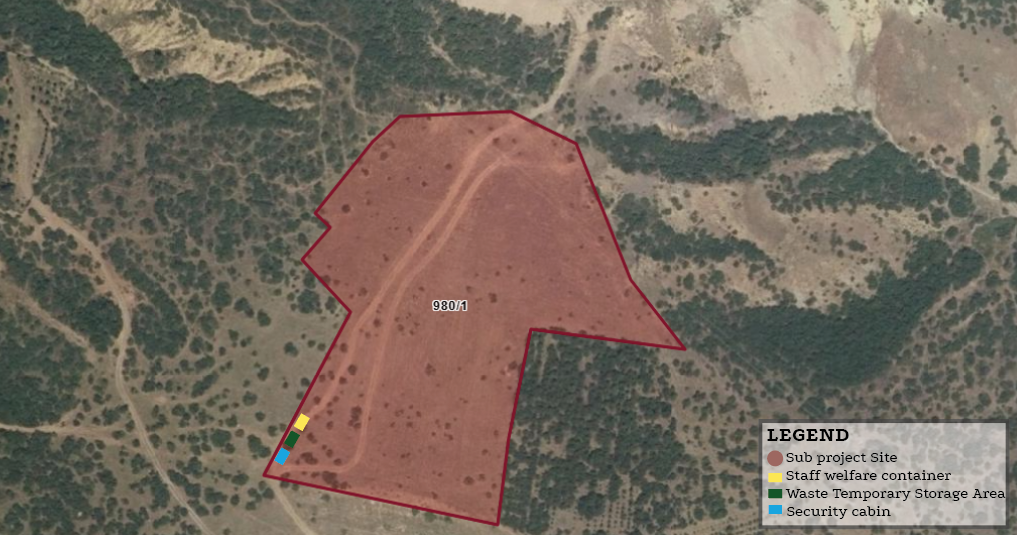 980/1
LEGEND
Sub project Site
Staff welfare container
Waste Temporary Storage Area
Security cabin